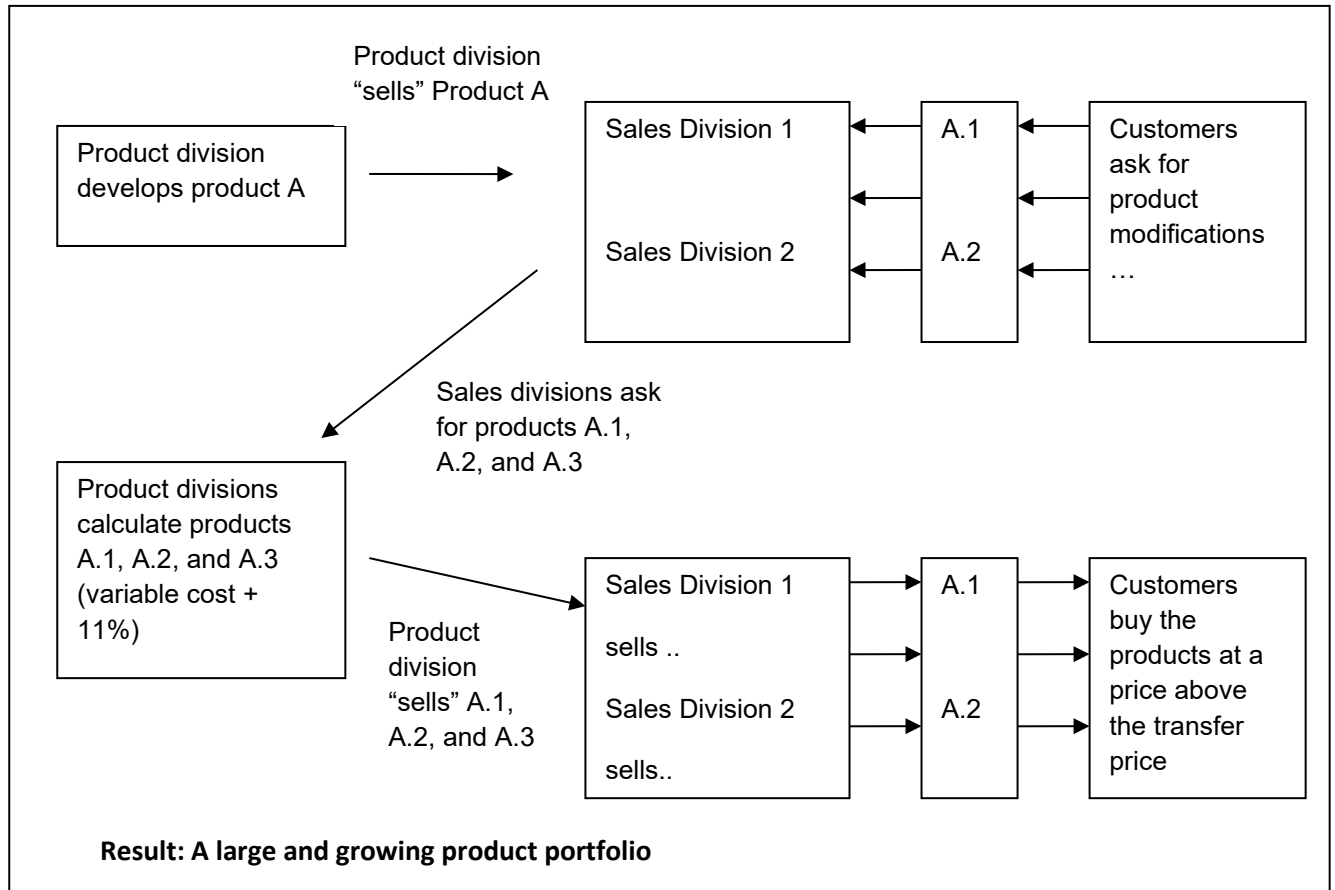 Product division
“sells” Product A
Product division
develops product A
Sales Division 1
Sales Division 2
A.1
A.2
Customers
ask for
product
modifications
…
Sales divisions ask
for products A.1,
A.2, and A.3
Product divisions
calculate products
A.1, A.2, and A.3
(variable cost +
11%)
Product
division
“sells” A.1,
A.2, and A.3
Sales Division 1
sells ..
Sales Division 2
sells..
A.1
A.2
Customers
buy the
products at a
price above
the transfer
price
Result: A large and growing product portfolio